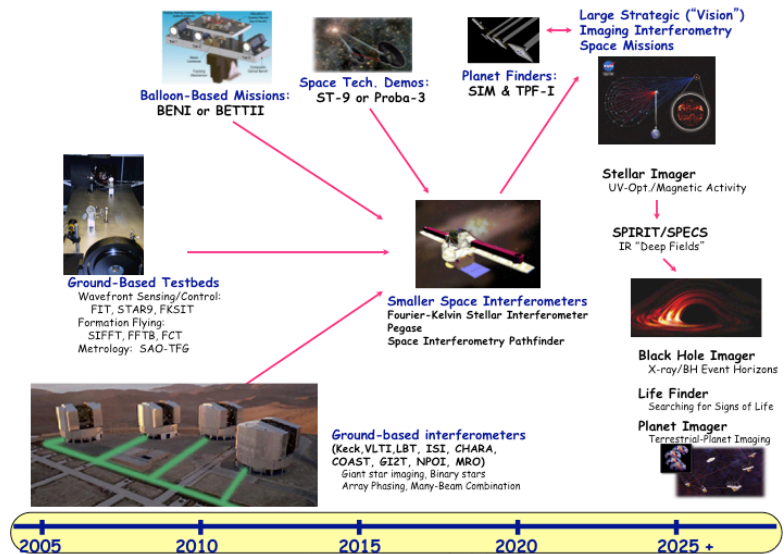 Balloon-Based Missions:
BENI or BETTII
Space Tech. Demos:
ST-9 or Proba-3
Planet Finders:
SIM & TPF-I
Large Strategic (“Vision”)
Imaging Interferometry
Space Missions
Ground-Based Testbeds
Wavefront Sensing/Control:
FIT, STAR9, FKSIT
Formation Flying:
SIFFT, FFTB, FCT
Metrology: SAO-TFG
Smaller Space Interferometers
Fourier-Kelvin Stellar Interferometer
Pegase
Space Interferometry Pathfinder
Stellar Imager
UV-Opt./Magnetic Activity
SPIRIT/SPECS
IR “Deep Fields”
Black Hole Imager
X-ray/BH Event Horizons
Life Finder
Searching for Signs of Life
Planet Imager
Terrestrial-Planet Imaging
Ground-based interferometers
(Keck,VLTI,LBT, ISI, CHARA,
COAST, GI2T, NPOI, MRO)
Giant star imaging, Binary stars
Array Phasing, Many-Beam Combination
2005
2010
2015
2020
2025 +